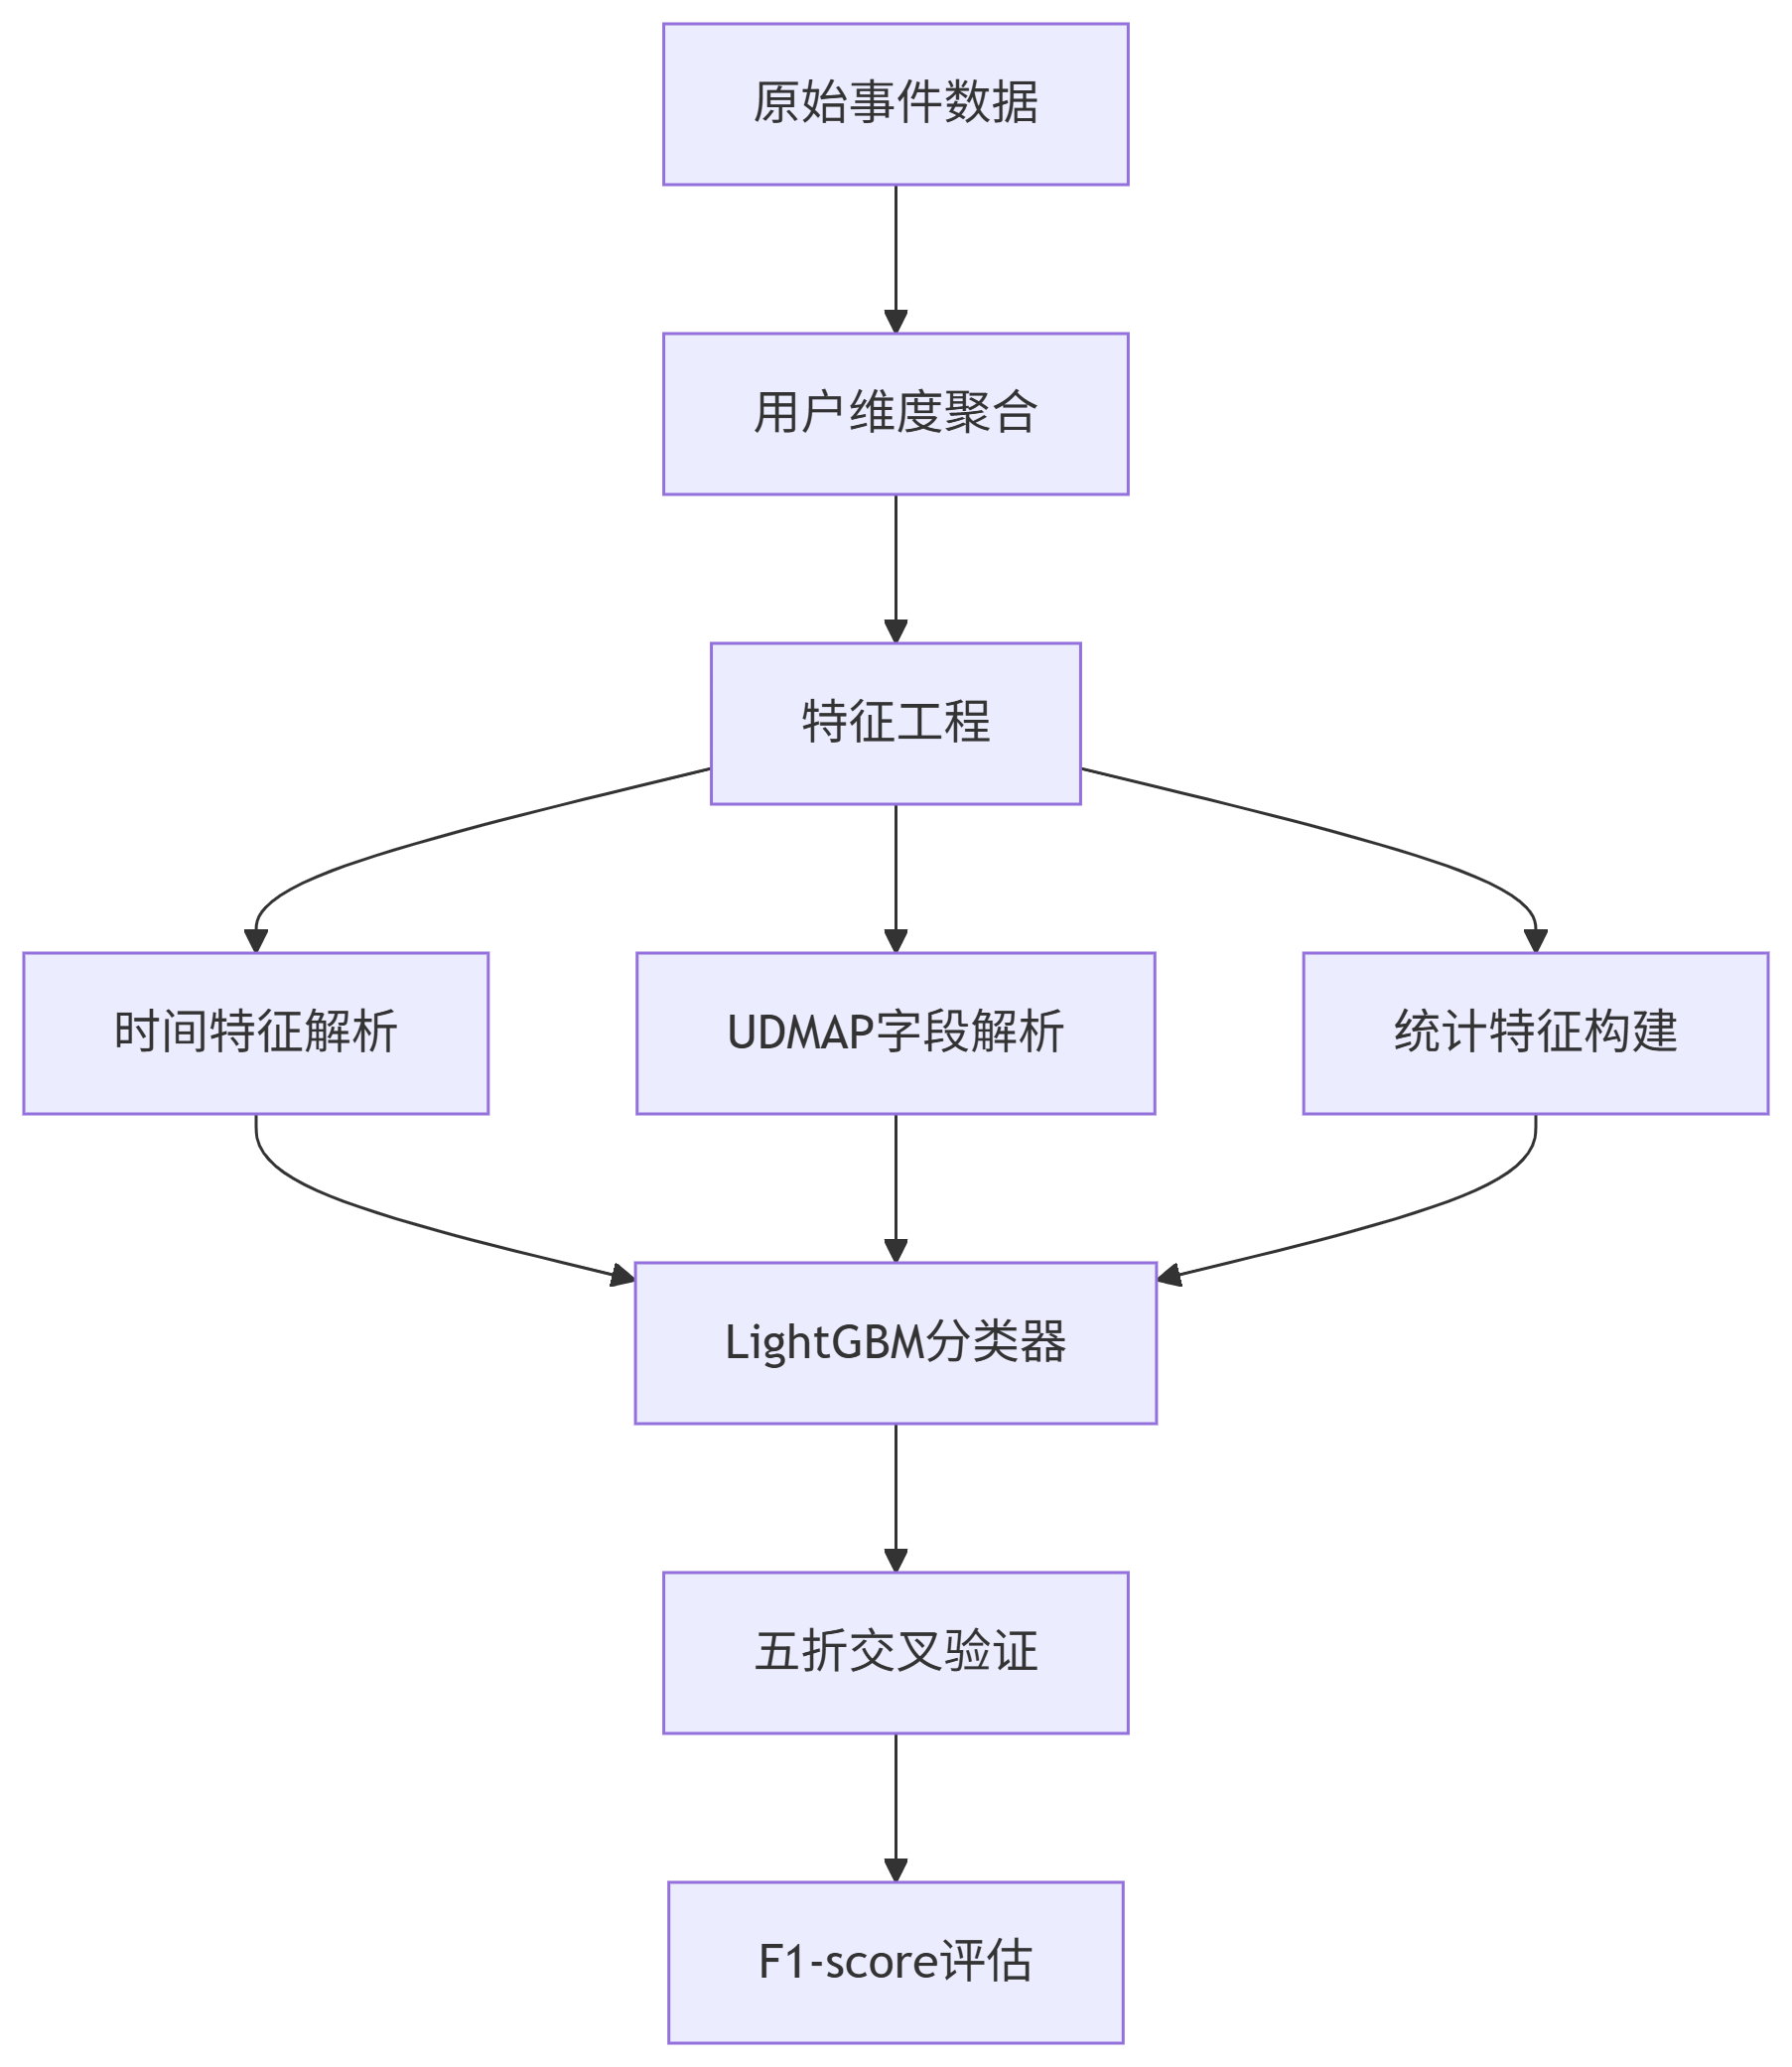 原始事件数据
用户维度聚合
特征工程
时间特征解析
UDMAP字段解析
统计特征构建
LightGBM分类器
五折交叉验证
F1-score评估